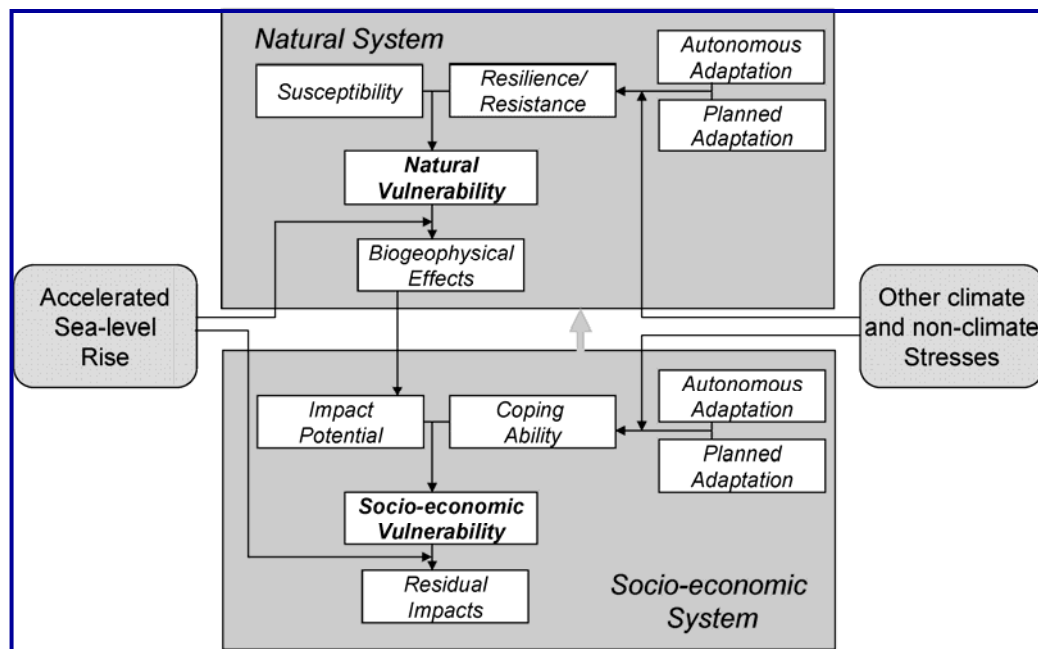 Natural System
Susceptibility
Resilience/
Resistance
Autonomous
Adaptation
Planned
Adaptation
Natural
Vulnerability
Biogeophysical
Effects
Accelerated
Sea-level
Rise
Other climate
and non-climate
Stresses
Impact
Potential
Coping
Ability
Autonomous
Adaptation
Planned
Adaptation
Socio-economic
Vulnerability
Residual
Impacts
Socio-economic
System